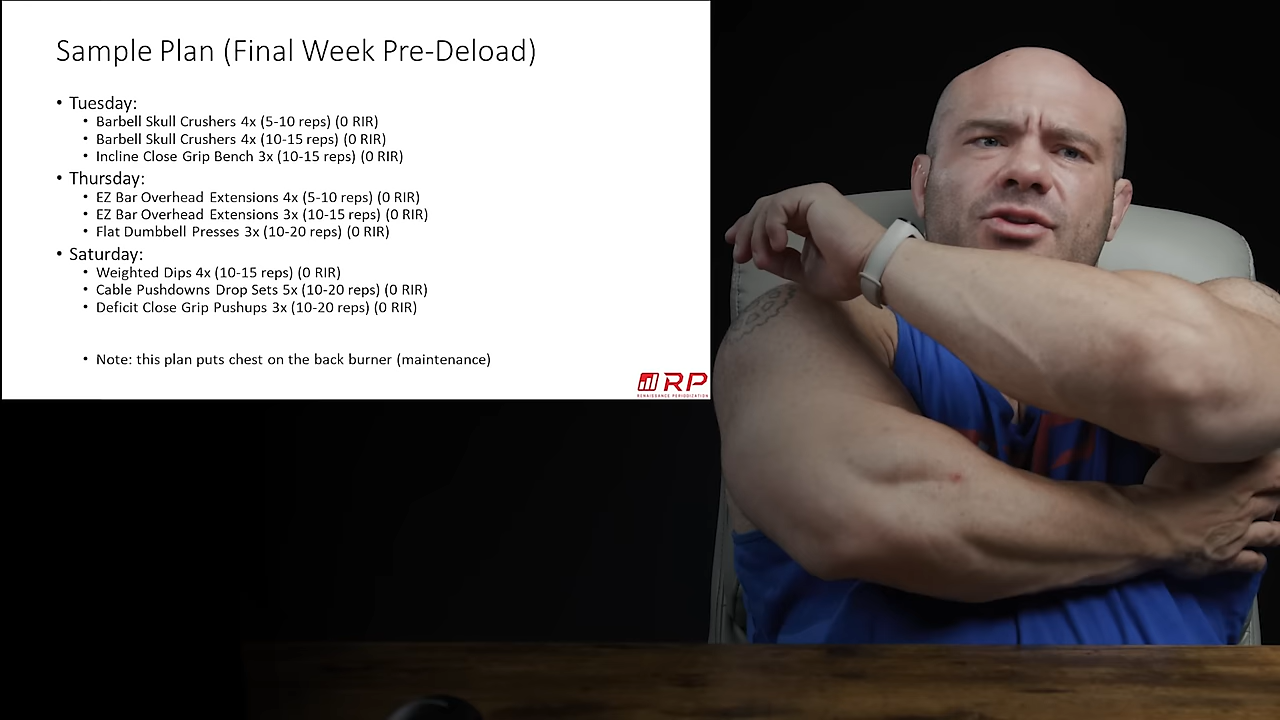 Sample Plan (Final Week Pre-Deload)
• Tuesday:
• Barbell Skull Crushers 4x (5-10 reps) (0 RIR)
• Barbell Skull Crushers 4x (10-15 reps) (0 RIR)
• Incline Close Grip Bench 3x (10-15 reps) (0 RIR)
• Thursday:
• EZ Bar Overhead Extensions 4x (5-10 reps) (0 RIR)
• EZ Bar Overhead Extensions 3x (10-15 reps) (0 RIR)
• Flat Dumbbell Presses 3x (10-20 reps) (0 RIR)
• Saturday:
• Weighted Dips 4x (10-15 reps) (0 RIR)
• Cable Pushdowns Drop Sets 5x (10-20 reps) (0 RIR)
• Deficit Close Grip Pushups 3x (10-20 reps) (0 RIR)
• Note: this plan puts chest on the back burner (maintenance)
RP
RENAISSANCE PERIODIZATION